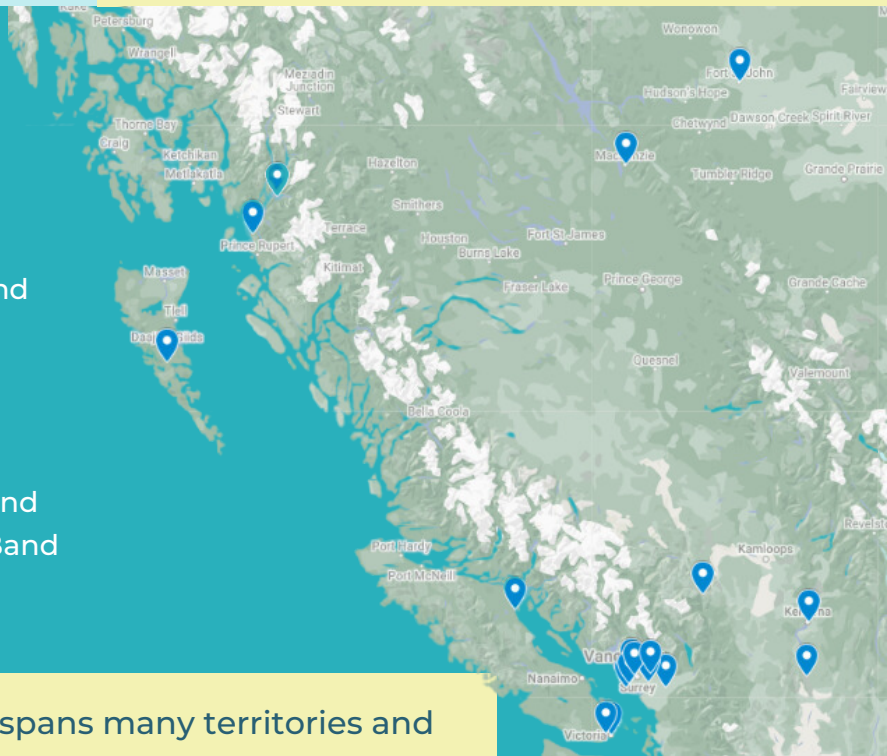 Petersburg
Wrangell
Meziadin
Junction
Stewart
Thorne Bay
Craig
Ketchikan
Metlakatla
Hazelton
Smithers
Terrace
Prince Rupert
Kitimat
Houston
Burns Lake
Fort St James
Fraser Lake
Prince George
Wonowon
Hudson's Hope
Chetwynd
Dawson Creek
Spirit River
Fairview
Tumbler Ridge
Grande Prairie
Grande Cache
Masset
Tlell
Quesnel
Valemount
Bella Coola
Port Hardy
Port McNeill
Kamloops
Nanaimo
Surrey
Victoria
nd
nd
Band
spans many territories and